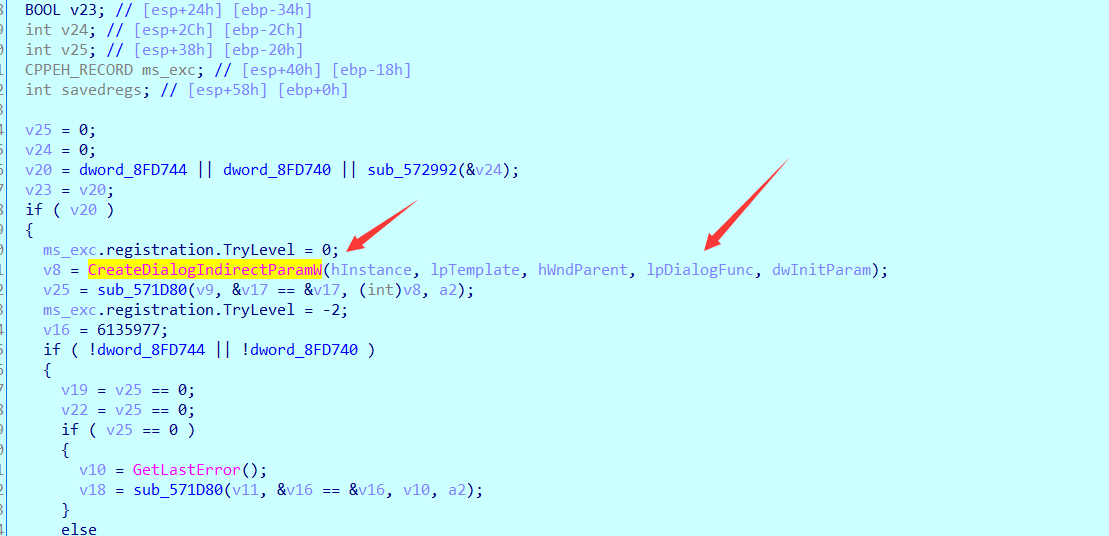 BOOL v23; // [esp+24h] [ebp-34h]
int v24; // [esp+2Ch] [ebp-2Ch]
int v25; // [esp+38h] [ebp-20h]
CPPEH_RECORD ms_exc; // [esp+40h] [ebp-18h]
int savedregs; // [esp+58h] [ebp+0h]
v25 = 0;
v24 = 0;
v20 = dword_8FD744 || dword_8FD740 || sub_572992(&v24);
v23 = v20;
if ( v20 )
{
ms_exc.registration.TryLevel = 0;
v8 = CreateDialogIndirectParamW(hInstance, lpTemplate, hWndParent, lpDialogFunc, dwInitParam);
v25 = sub_571D80(v9, &v17 == &v17, (int)v8, a2);
ms_exc.registration.TryLevel = -2;
v16 = 6135977;
if ( !dword_8FD744 || !dword_8FD740 )
{
v19 = v25 == 0;
v22 = v25 == 0;
if ( v25 == 0 )
{
v10 = GetLastError();
v18 = sub_571D80(v11, &v16 == &v16, v10, a2);
}
else